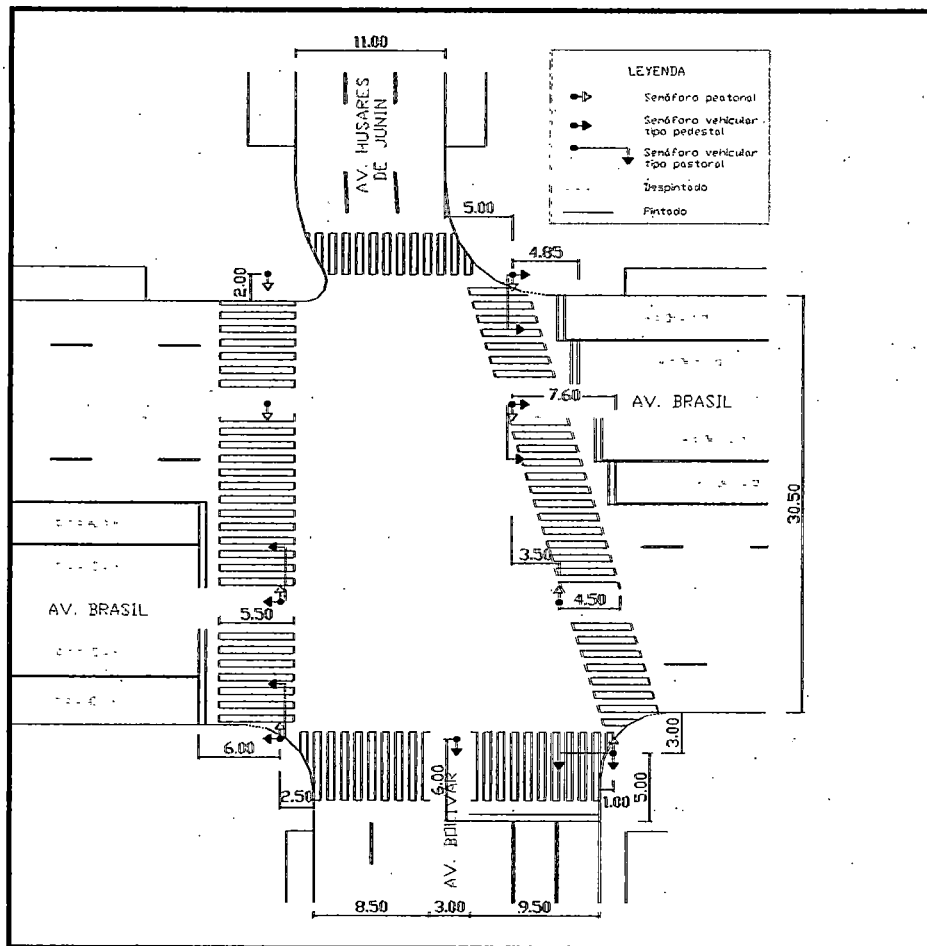 11.00
AV. HUSARES
DE JUNIN
LEYENDA
Semáforo peatonal
Semáforo vehicular
tipo pedestal
Semáforo vehicular
tipo pastoral
Despintado
Pintado
5.00
4.85
2.00
7.60
AV. BRASIL
30.50
3.50
4.50
AV. BRASIL
5.50
6.00
2.50
6.00
AV. BOLIVAR
3.00
5.00
1.00
8.50
3.00
9.50